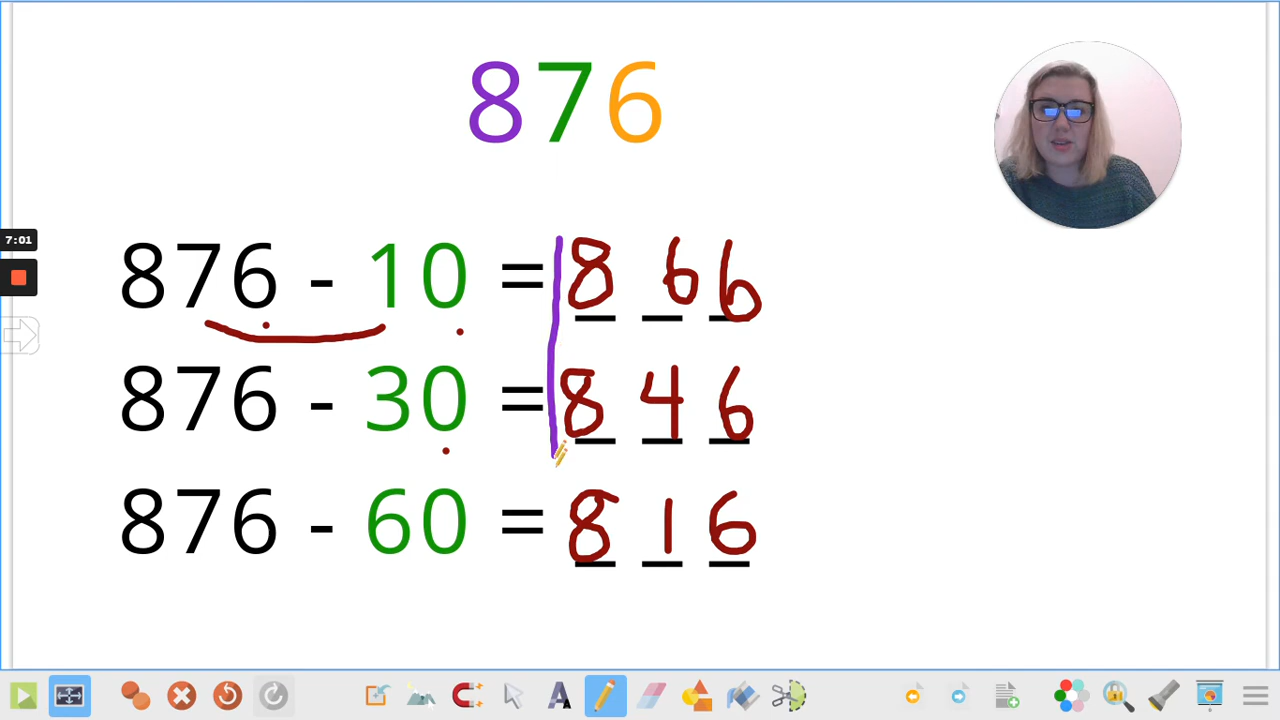 876
7:01
876 - 10 = 866
876 - 30 = 846
876 - 60 = 816
A